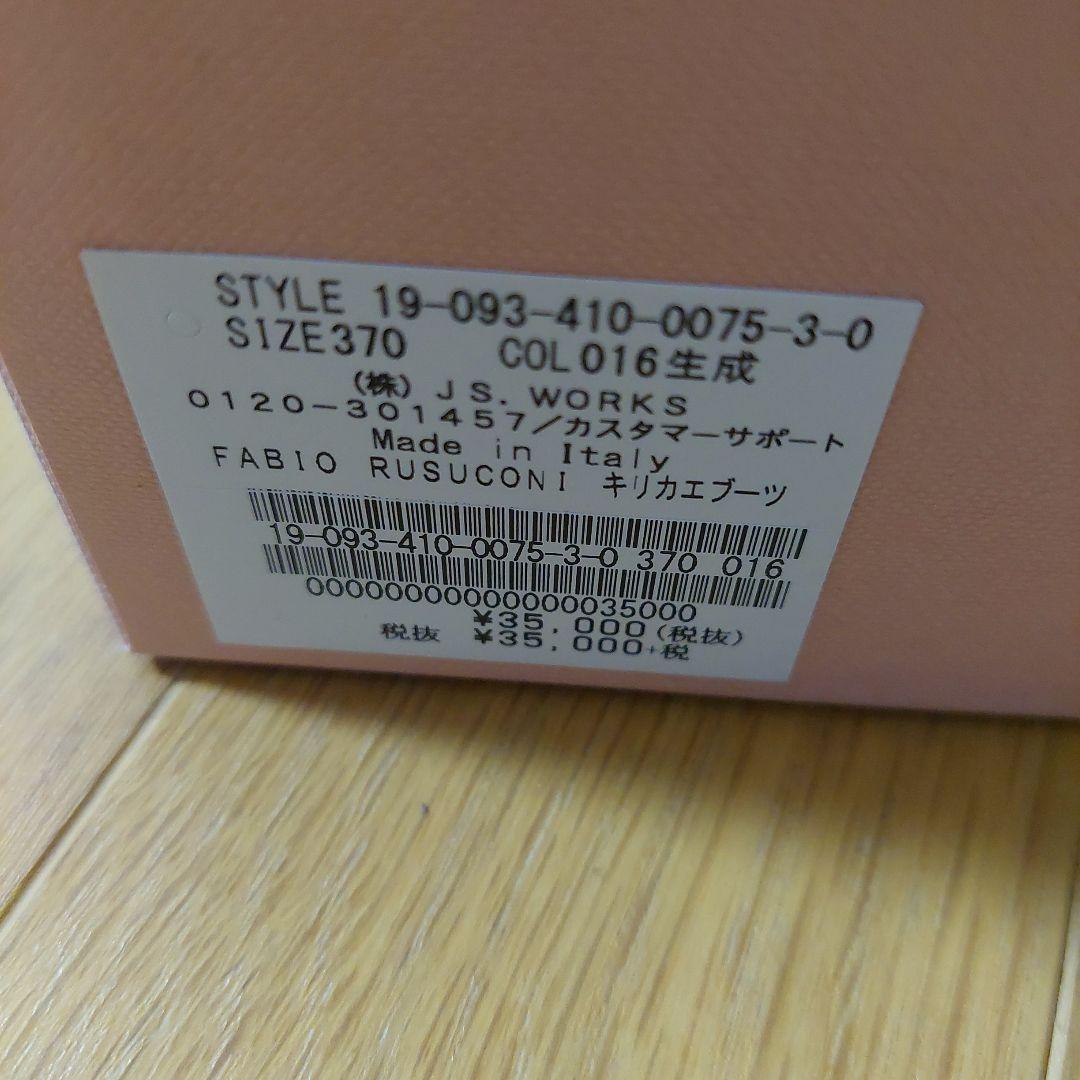 STYLE 19-093-410-0075-3-0
SIZE370 COL016生成
(株)JS.WORKS
0120-301457/カスタマーサポート
Made in Italy
FABIO RUSUCONI キリカエブーツ
19-093-410-0075-3-0 370 016
00000000000000035000
¥35,000(税抜)
税抜 ¥35,000+税